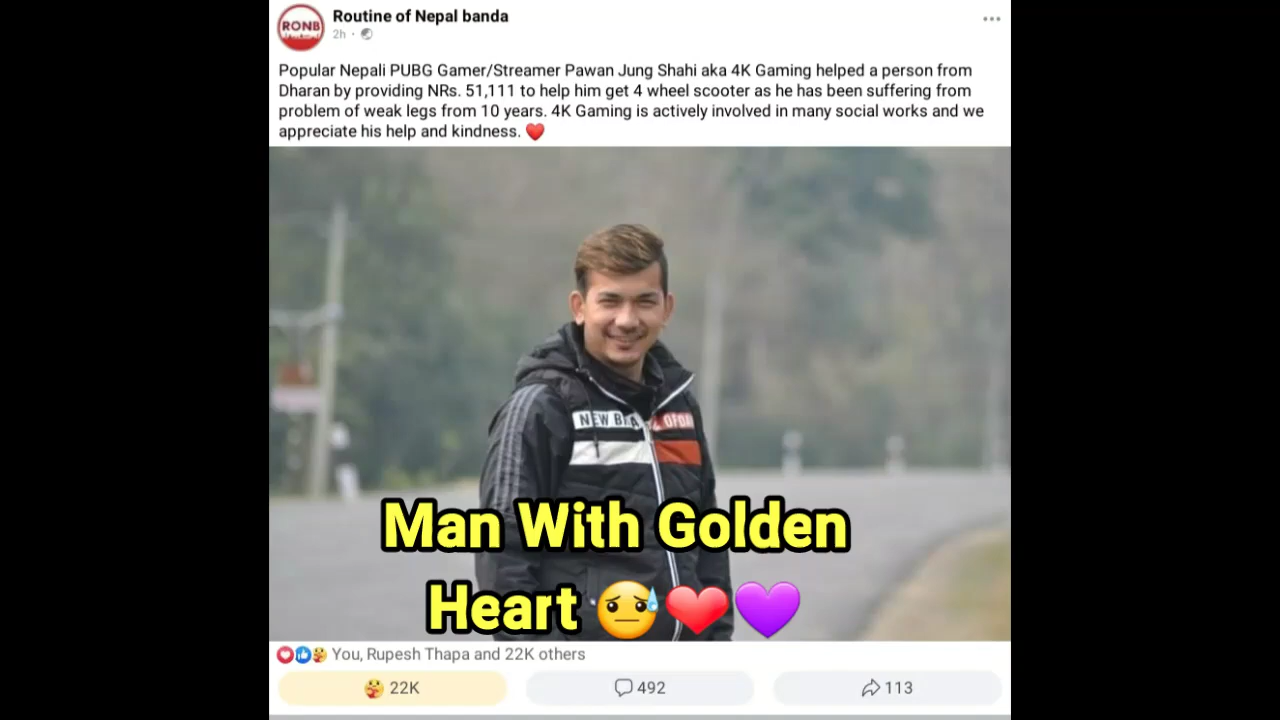 RONB
Routine of Nepal banda
2h ·
Popular Nepali PUBG Gamer/Streamer Pawan Jung Shahi aka 4K Gaming helped a person from
Dharan by providing NRs. 51,111 to help him get 4 wheel scooter as he has been suffering from
problem of weak legs from 10 years. 4K Gaming is actively involved in many social works and we
appreciate his help and kindness. ❤️
NEW
Man With Golden
Heart 😓❤️💜
You, Rupesh Thapa and 22K others
22K 492 113